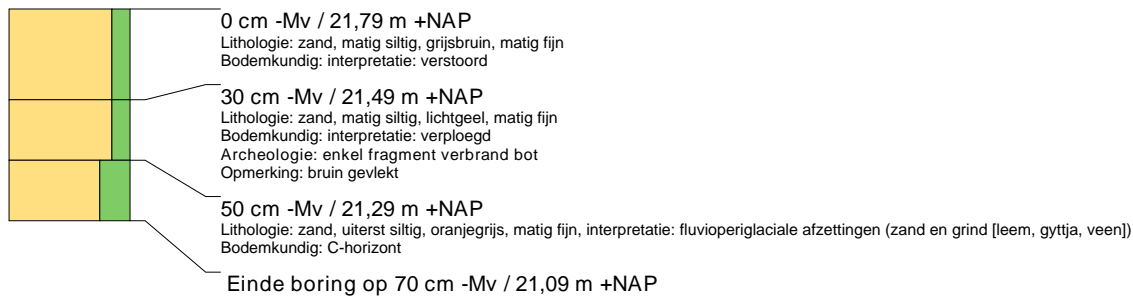 0 cm -Mv / 21,79 m +NAP
Lithologie: zand, matig siltig, grijsbruin, matig fijn
Bodemkundig: interpretatie: verstoord
30 cm -Mv / 21,49 m +NAP
Lithologie: zand, matig siltig, lichtgeel, matig fijn
Bodemkundig: interpretatie: verploegd
Archeologie: enkel fragment verbrand bot
Opmerking: bruin gevlekt
50 cm -Mv / 21,29 m +NAP
Lithologie: zand, uiterst siltig, oranjegrijs, matig fijn, interpretatie: fluvioperiglaciale afzettingen (zand en grind [leem, gyttja, veen])
Bodemkundig: C-horizont
Einde boring op 70 cm -Mv / 21,09 m +NAP